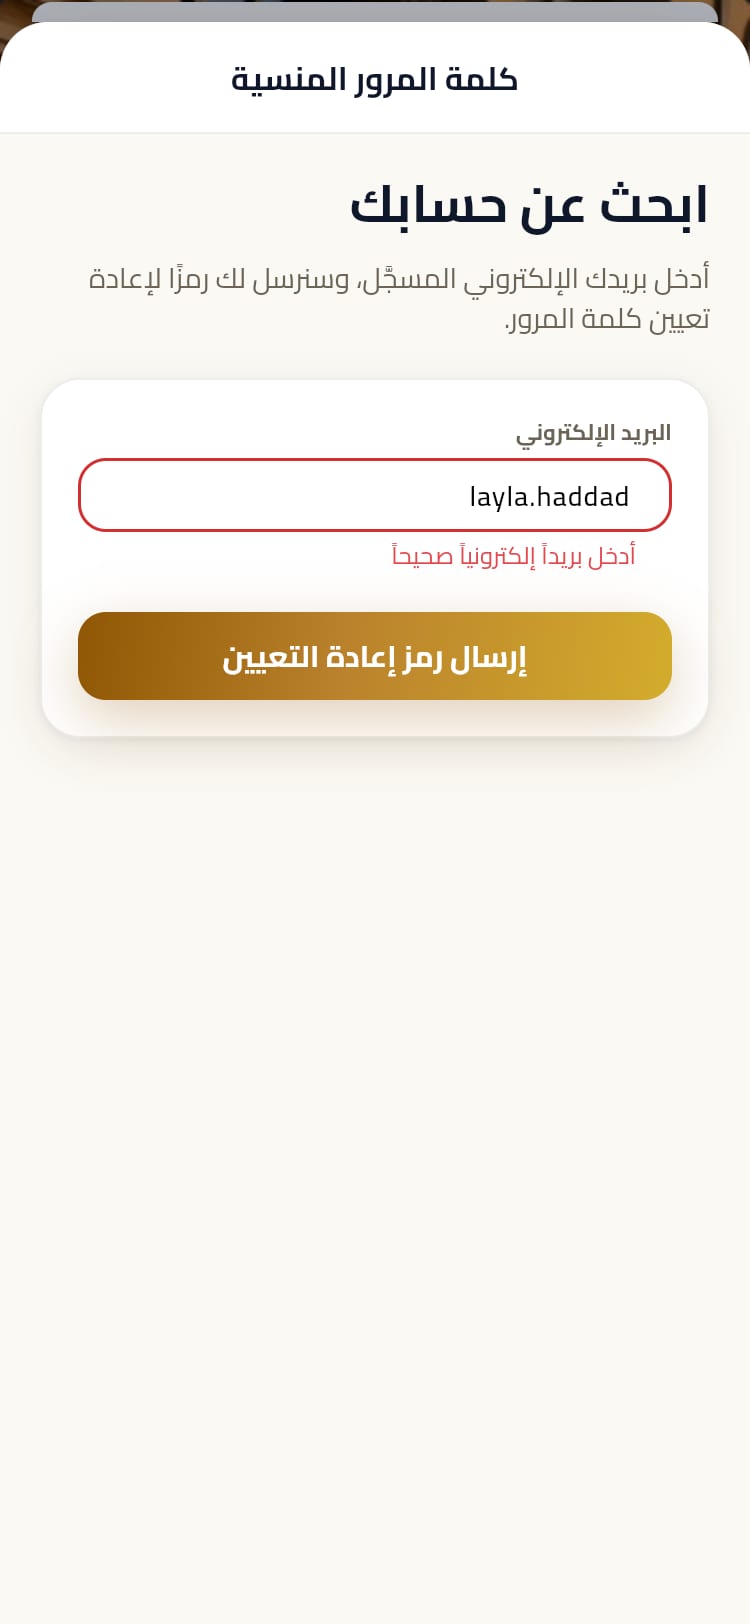 كلمة المرور المنسية
ابحث عن حسابك
أدخل بريدك الإلكتروني المسجَّل، وسنرسل لك رمزًا لإعادة
تعيين كلمة المرور.
البريد الإلكتروني
layla.haddad
أدخل بريداً إلكترونياً صحيحاً
إرسال رمز إعادة التعيين